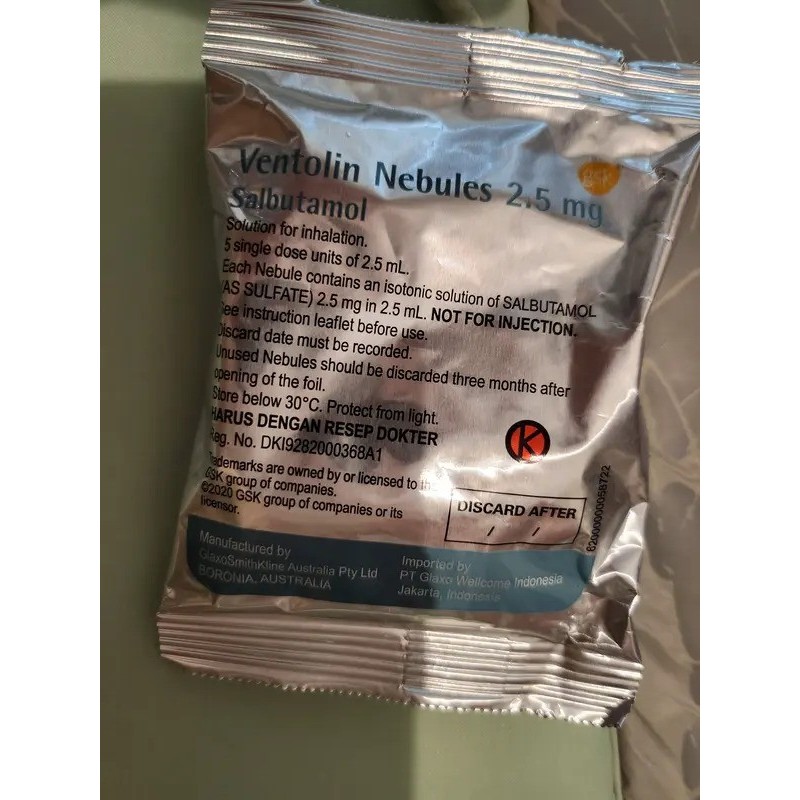 Ventolin Nebules 2.5 mg
gsk
Salbutamol
Solution for inhalation.
5 single dose units of 2.5 mL.
Each Nebule contains an isotonic solution of SALBUTAMOL
(AS SULFATE) 2.5 mg in 2.5 mL. NOT FOR INJECTION.
See instruction leaflet before use.
Discard date must be recorded.
Unused Nebules should be discarded three months after
opening of the foil.
Store below 30°C. Protect from light.
HARUS DENGAN RESEP DOKTER
Reg. No. DKI9282000368A1
K
Trademarks are owned by or licensed to the
GSK group of companies.
©2020 GSK group of companies or its
licensor.
DISCARD AFTER
/ /
62000000058722
Manufactured by
GlaxoSmithKline Australia Pty Ltd
BORONIA, AUSTRALIA
Imported by
PT Glaxo Wellcome Indonesia
Jakarta, Indonesia